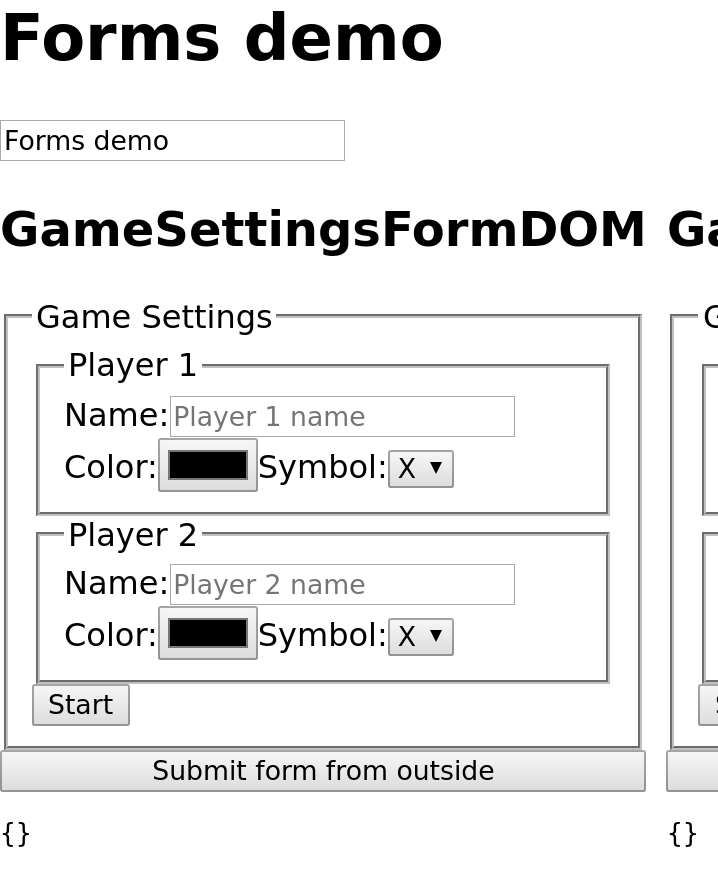 Forms demo
Forms demo
GameSettingsFormDOM
Game Settings
Player 1
Name: Player 1 name
Color: Symbol: X ▼
Player 2
Name: Player 2 name
Color: Symbol: X ▼
Start
Submit form from outside
{} {}